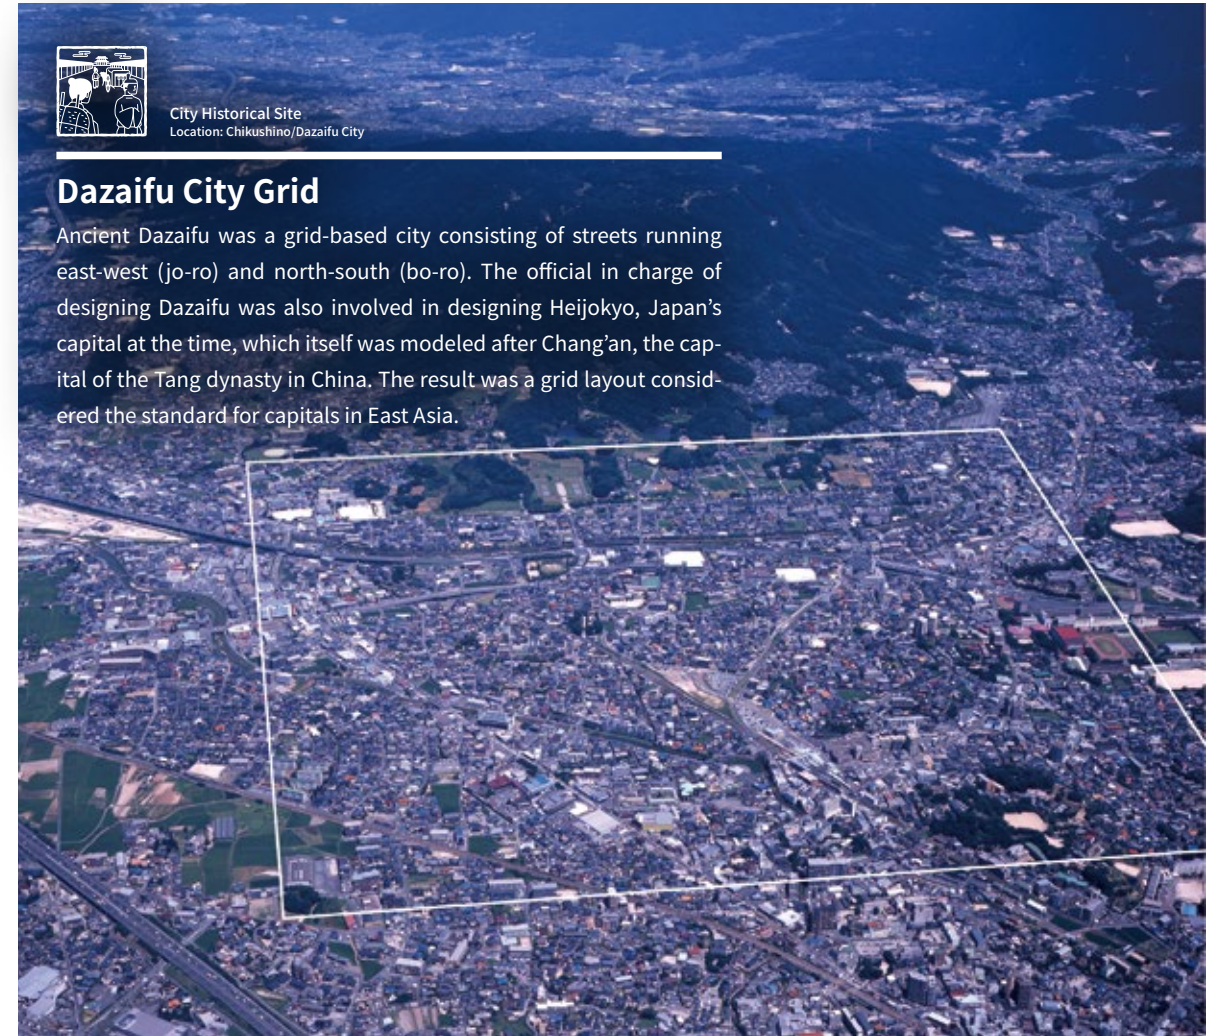 City Historical Site
Location: Chikushino/Dazaifu City
Dazaifu City Grid
Ancient Dazaifu was a grid-based city consisting of streets running
east-west (jo-ro) and north-south (bo-ro). The official in charge of
designing Dazaifu was also involved in designing Heijokyo, Japan’s
capital at the time, which itself was modeled after Chang’an, the cap-
ital of the Tang dynasty in China. The result was a grid layout consid-
ered the standard for capitals in East Asia.